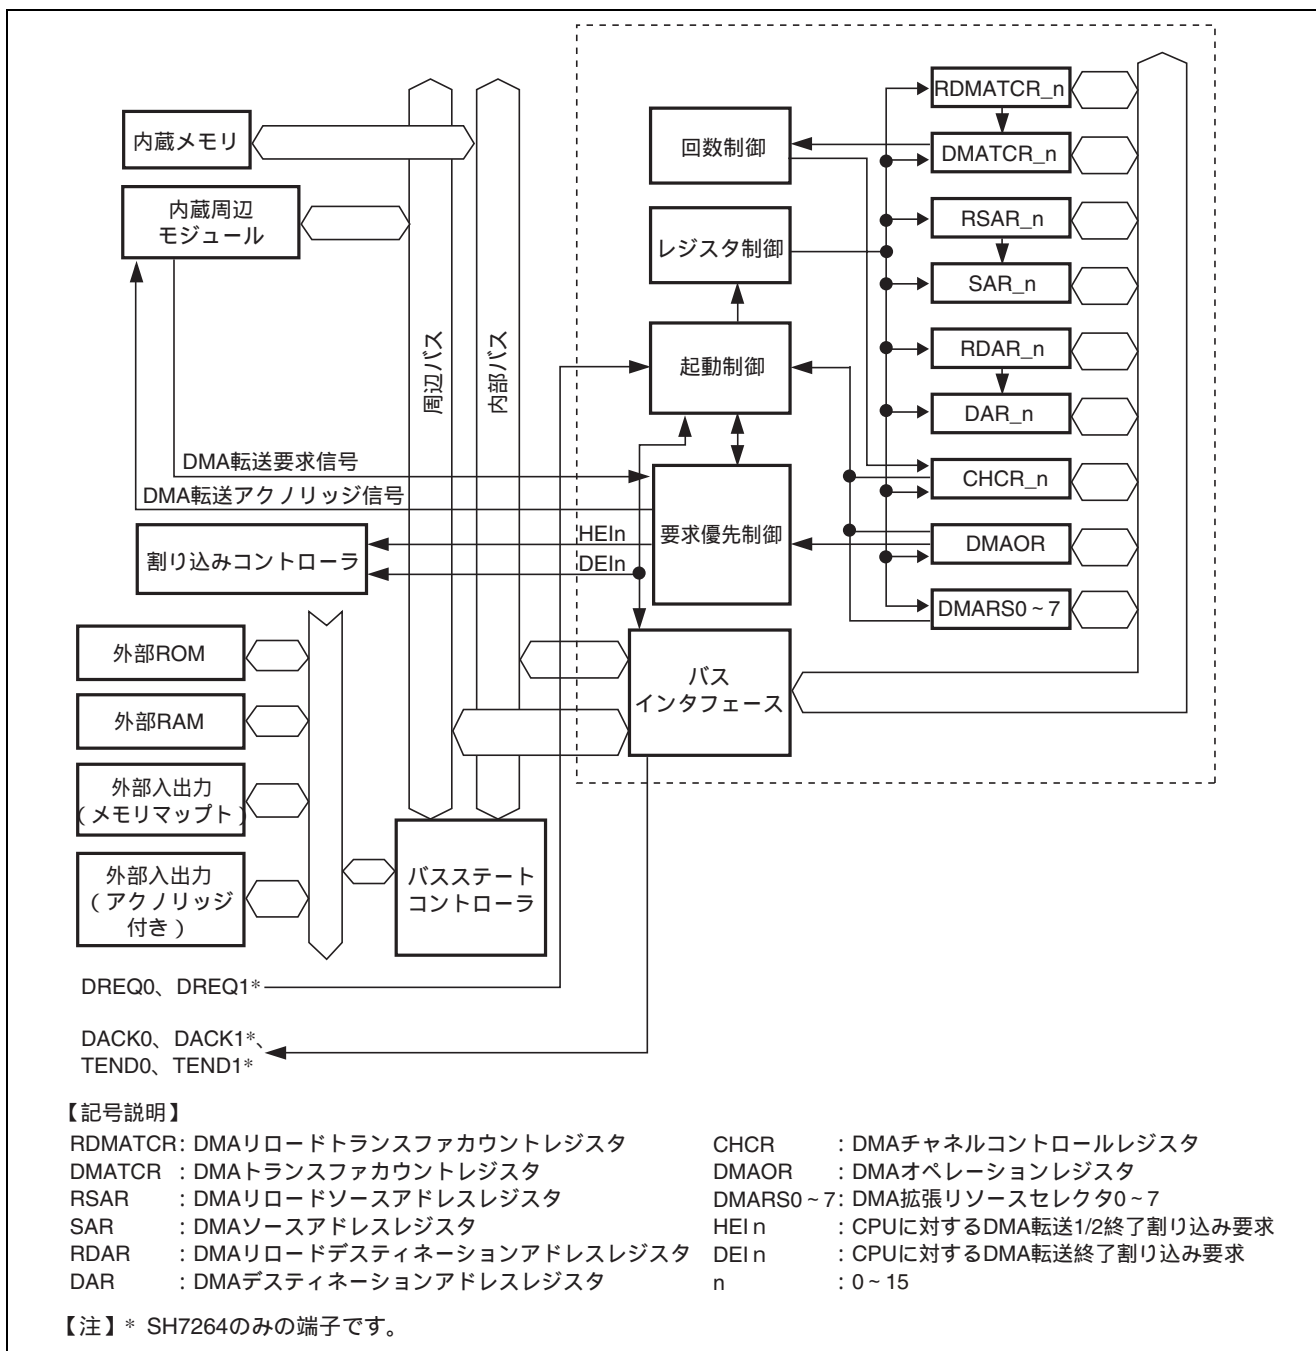 内蔵メモリ
内蔵周辺
モジュール
周辺バス
内部バス
回数制御
レジスタ制御
起動制御
要求優先制御
バス
インタフェース
RDMATCR_n
DMATCR_n
RSAR_n
SAR_n
RDAR_n
DAR_n
CHCR_n
DMAOR
DMARS0~7
DMA転送要求信号
DMA転送アクノリッジ信号
HEIn
DEIn
割り込みコントローラ
外部ROM
外部RAM
外部入出力
(メモリマップト)
外部入出力
(アクノリッジ
付き)
バスステート
コントローラ
DREQ0、DREQ1*
DACK0、DACK1*、
TEND0、TEND1*
【記号説明】
RDMATCR: DMAリロードトランスファカウントレジスタ
DMATCR : DMAトランスファカウントレジスタ
RSAR : DMAリロードソースアドレスレジスタ
SAR : DMAソースアドレスレジスタ
RDAR : DMAリロードデスティネーションアドレスレジスタ
DAR : DMAデスティネーションアドレスレジスタ
CHCR : DMAチャネルコントロールレジスタ
DMAOR : DMAオペレーションレジスタ
DMARS0~7: DMA拡張リソースセレクタ0~7
HEIn : CPUに対するDMA転送1/2終了割り込み要求
DEIn : CPUに対するDMA転送終了割り込み要求
n : 0~15
【注】* SH7264のみの端子です。